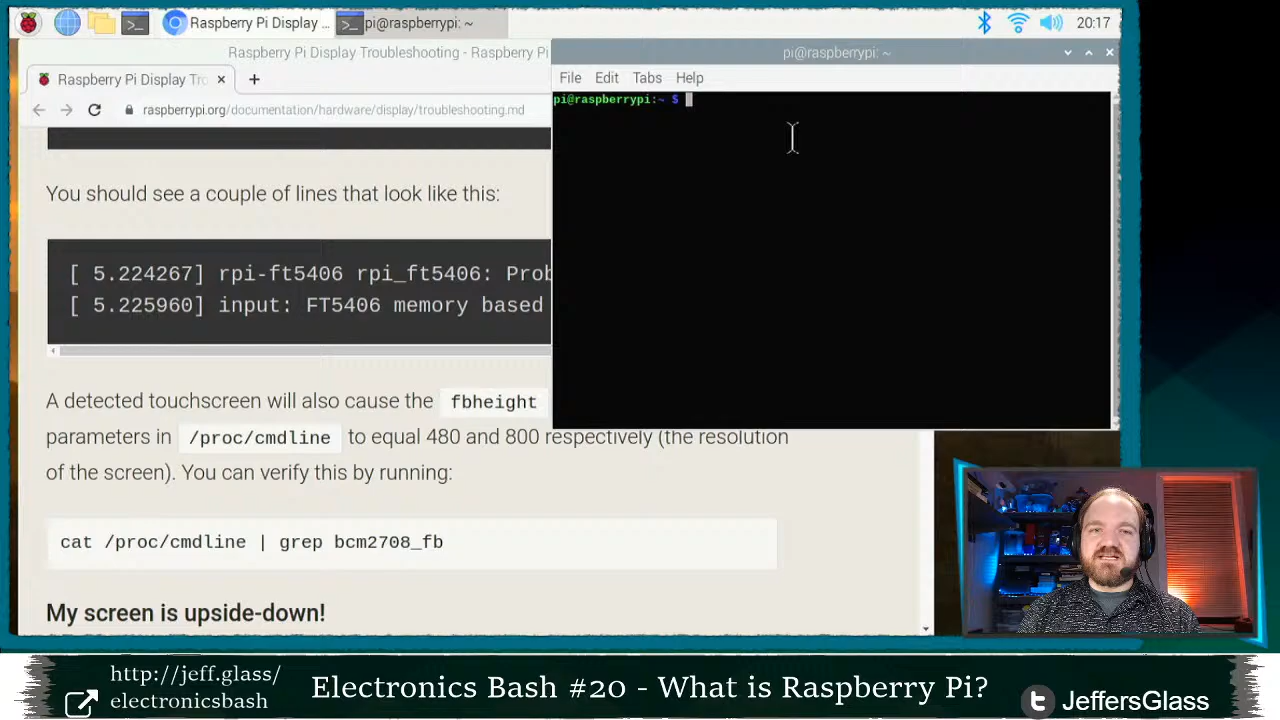 Raspberry Pi Display ...
pi@raspberrypi: ~
20:17
Raspberry Pi Display Troubleshooting - Raspberry Pi
pi@raspberrypi: ~
Raspberry Pi Display Tro
File Edit Tabs Help
raspberrypi.org/documentation/hardware/display/troubleshooting.md
pi@raspberrypi:~ $
You should see a couple of lines that look like this:
[ 5.224267] rpi-ft5406 rpi_ft5406: Prob
[ 5.225960] input: FT5406 memory based
A detected touchscreen will also cause the fbheight
parameters in /proc/cmdline to equal 480 and 800 respectively (the resolution
of the screen). You can verify this by running:
cat /proc/cmdline | grep bcm2708_fb
My screen is upside-down!
http://jeff.glass/
electronicsbash
Electronics Bash #20 - What is Raspberry Pi?
JeffersGlass